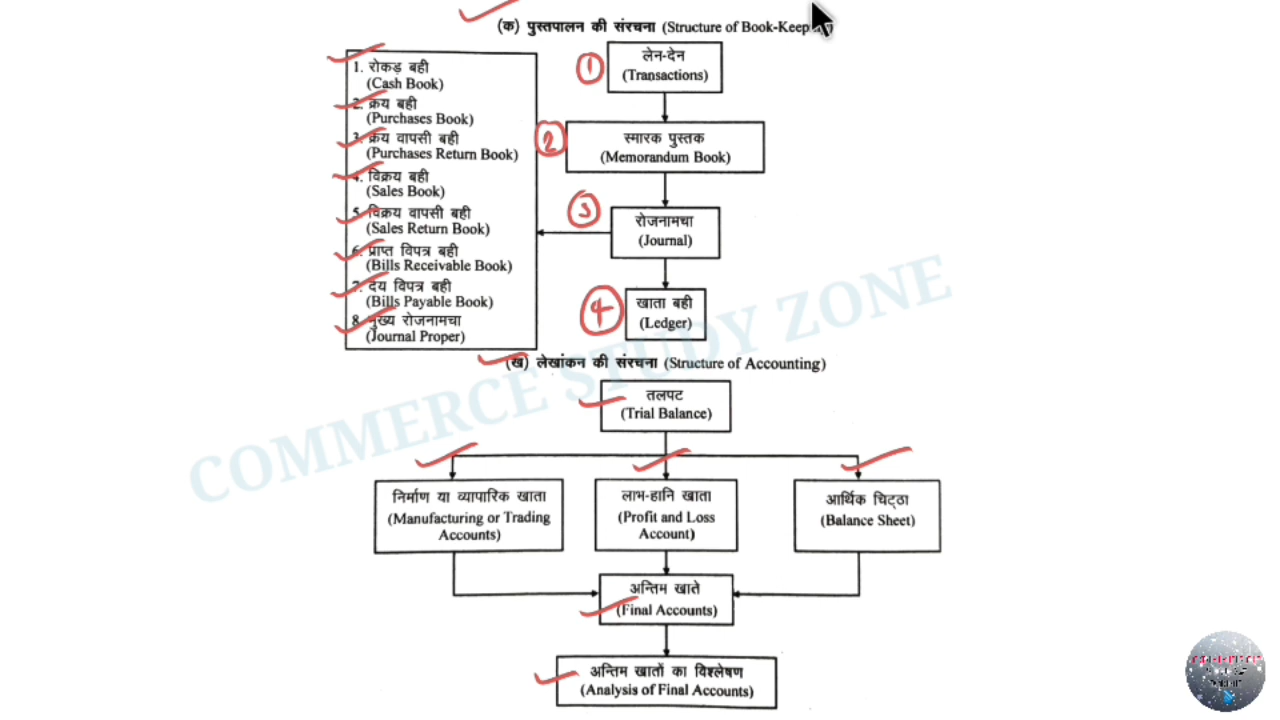 (क) पुस्तपालन की संरचना (Structure of Book-Keep
1. रोकड़ बही
(Cash Book)
2. क्रय बही
(Purchases Book)
3. क्रय वापसी बही
(Purchases Return Book)
4. विक्रय बही
(Sales Book)
5. विक्रय वापसी बही
(Sales Return Book)
6. प्राप्त विपत्र बही
(Bills Receivable Book)
7. देय विपत्र बही
(Bills Payable Book)
8. मुख्य रोजनामचा
(Journal Proper)
1
लेन-देन
(Transactions)
2
स्मारक पुस्तक
(Memorandum Book)
3
रोजनामचा
(Journal)
4
खाता बही
(Ledger)
(ख) लेखांकन की संरचना (Structure of Accounting)
तलपट
(Trial Balance)
निर्माण या व्यापारिक खाता
(Manufacturing or Trading
Accounts)
लाभ-हानि खाता
(Profit and Loss
Account)
आर्थिक चिट्ठा
(Balance Sheet)
अन्तिम खाते
(Final Accounts)
अन्तिम खातों का विश्लेषण
(Analysis of Final Accounts)
COMMERCE STUDY ZONE